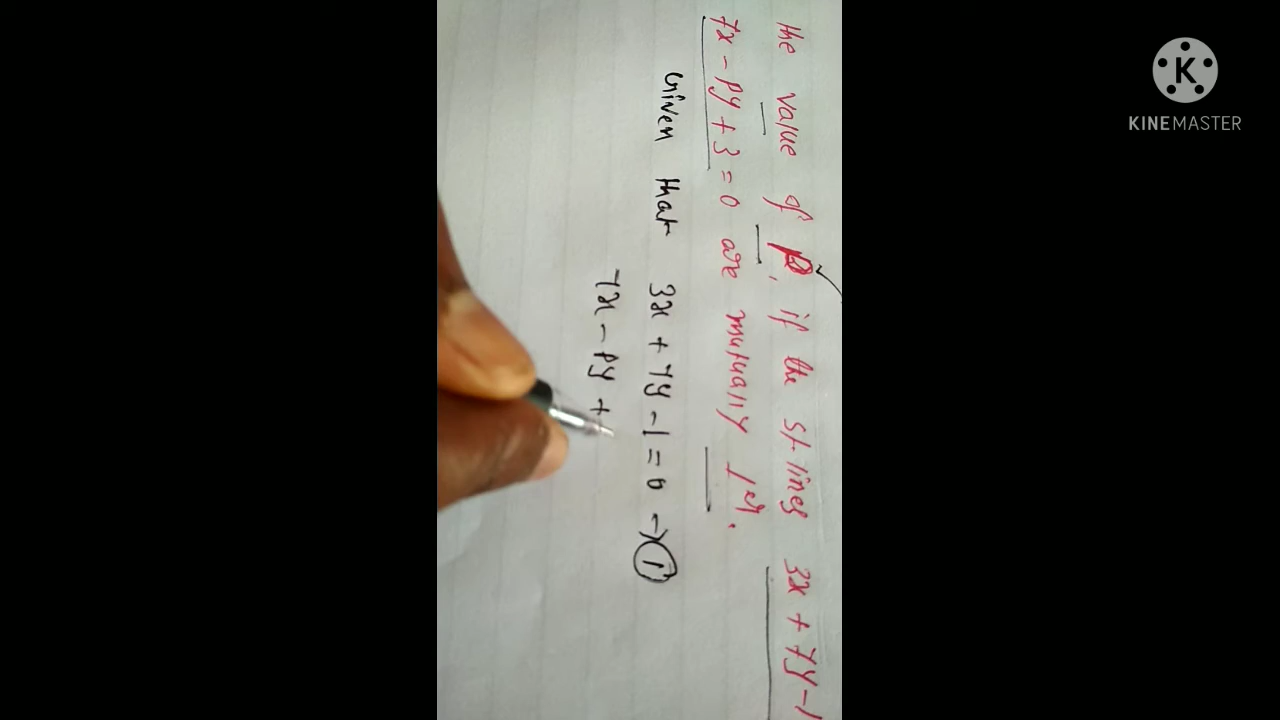 the value of p, if the st lines 3x + 7y - 1
7x - py + 3 = 0 are mutually ⊥er.
Given that 3x + 7y - 1 = 0 → ①
7x - py +
K
KINEMASTER